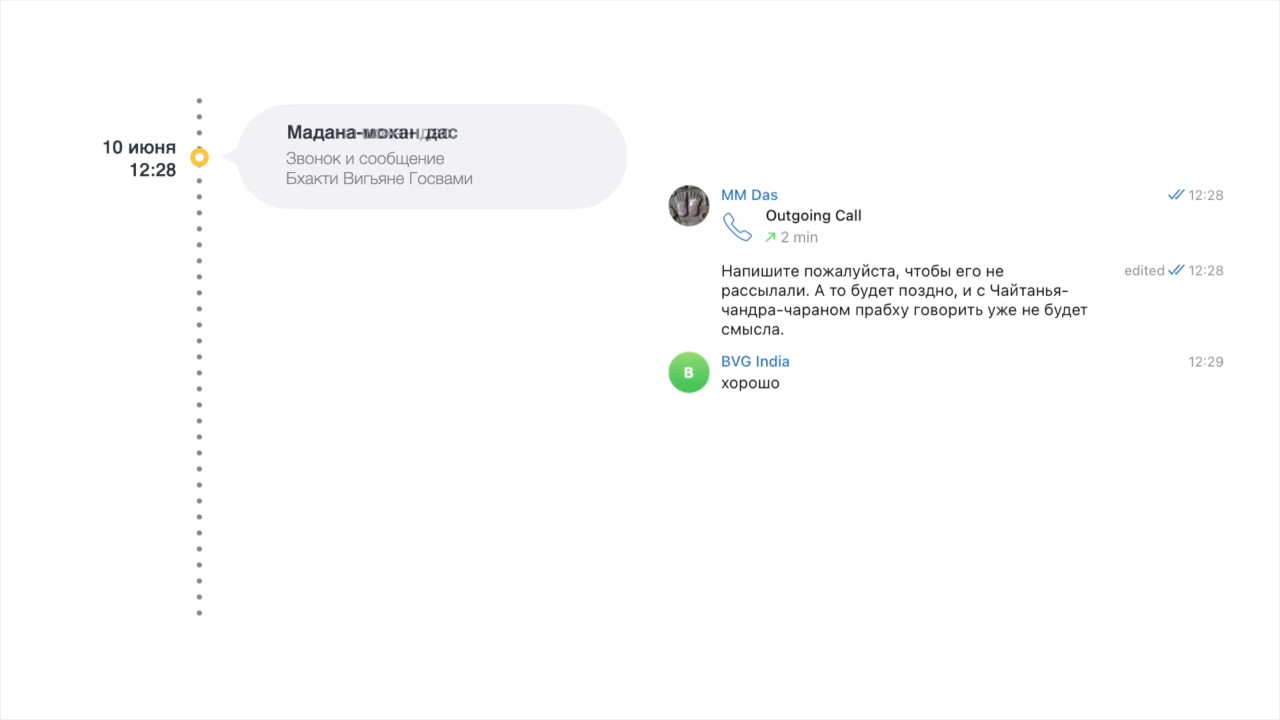 10 июня
12:28
Мадана-мохан дас
Звонок и сообщение
Бхакти Вигьяне Госвами
MM Das 12:28
Outgoing Call
2 min
Напишите пожалуйста, чтобы его не edited 12:28
рассылали. А то будет поздно, и с Чайтанья-
чандра-чараном прабху говорить уже не будет
смысла.
BVG India 12:29
B
хорошо